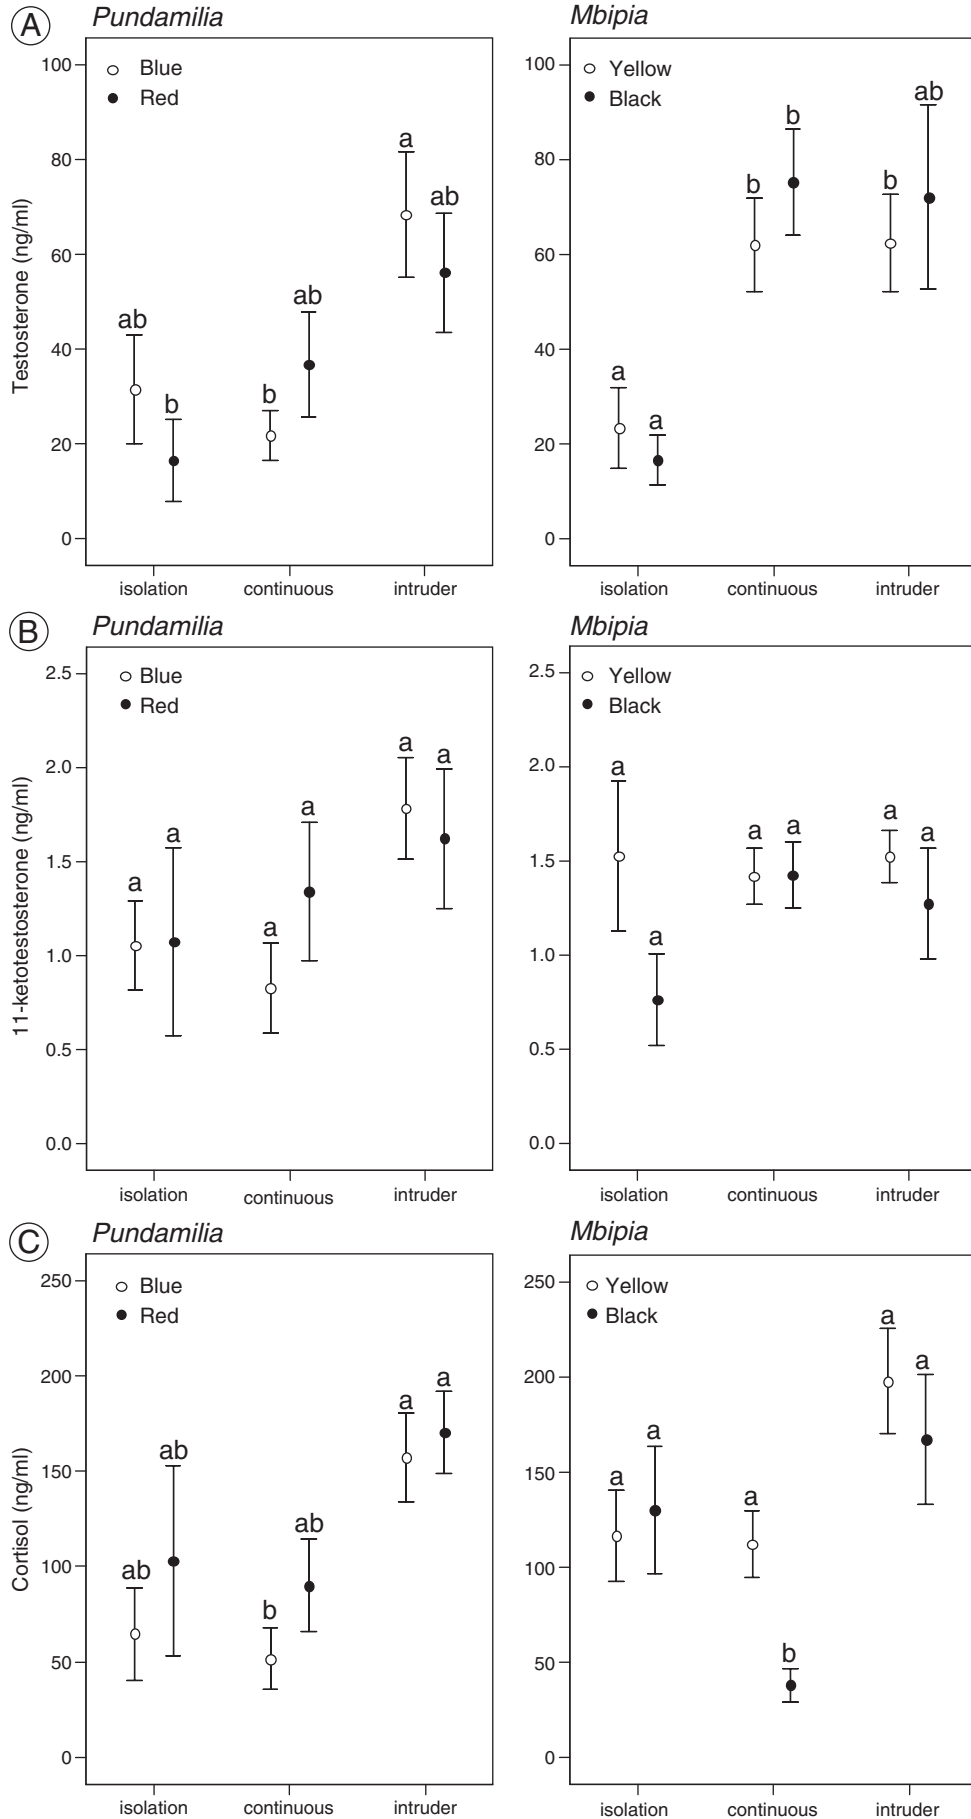 A
Pundamilia
Mbipia
Testosterone (ng/ml)
100
80
60
40
20
0
Blue
Red
ab
b
b
ab
a
ab
isolation
continuous
intruder
100
80
60
40
20
0
Yellow
Black
a
a
b
b
b
ab
isolation
continuous
intruder
B
Pundamilia
Mbipia
11-ketotestosterone (ng/ml)
2.5
2.0
1.5
1.0
0.5
0.0
Blue
Red
a
a
a
a
a
a
isolation
continuous
intruder
2.5
2.0
1.5
1.0
0.5
0.0
Yellow
Black
a
a
a
a
a
a
isolation
continuous
intruder
C
Pundamilia
Mbipia
Cortisol (ng/ml)
250
200
150
100
50
0
Blue
Red
ab
ab
b
ab
a
a
isolation
continuous
intruder
250
200
150
100
50
0
Yellow
Black
a
a
a
b
a
a
isolation
continuous
intruder